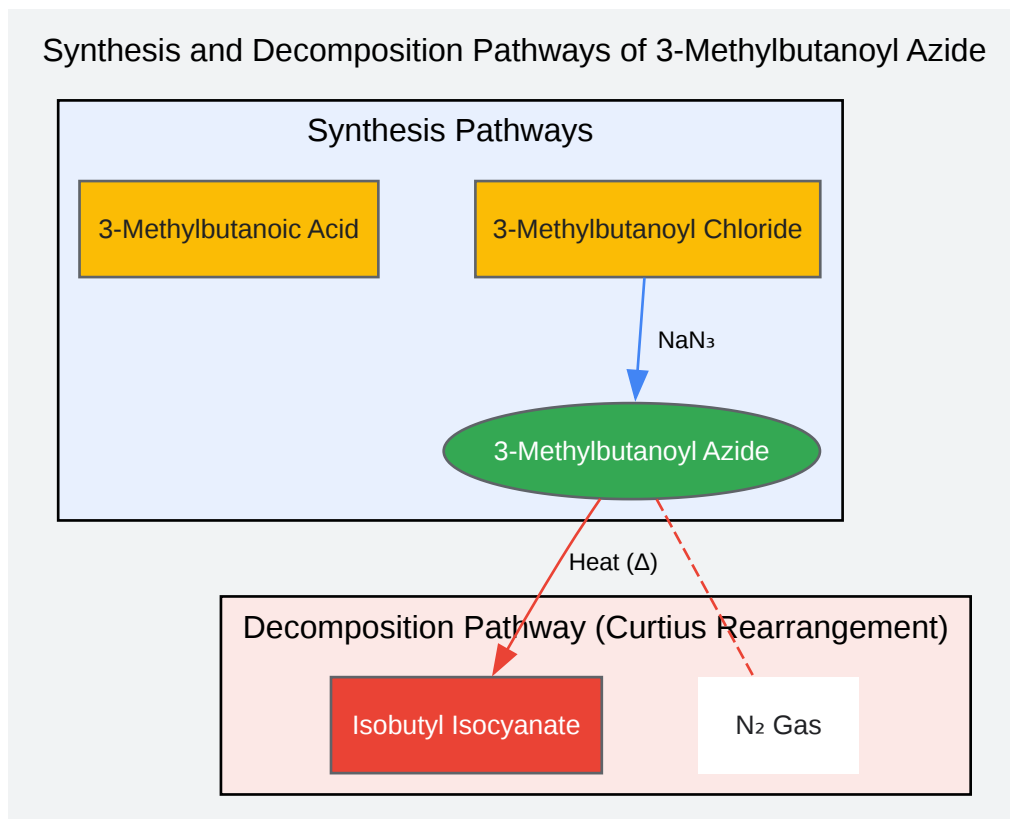 Synthesis and Decomposition Pathways of 3-Methylbutanoyl Azide
Synthesis Pathways
3-Methylbutanoic Acid
3-Methylbutanoyl Chloride
NaN₃
3-Methylbutanoyl Azide
Heat (Δ)
Decomposition Pathway (Curtius Rearrangement)
Isobutyl Isocyanate
N₂ Gas